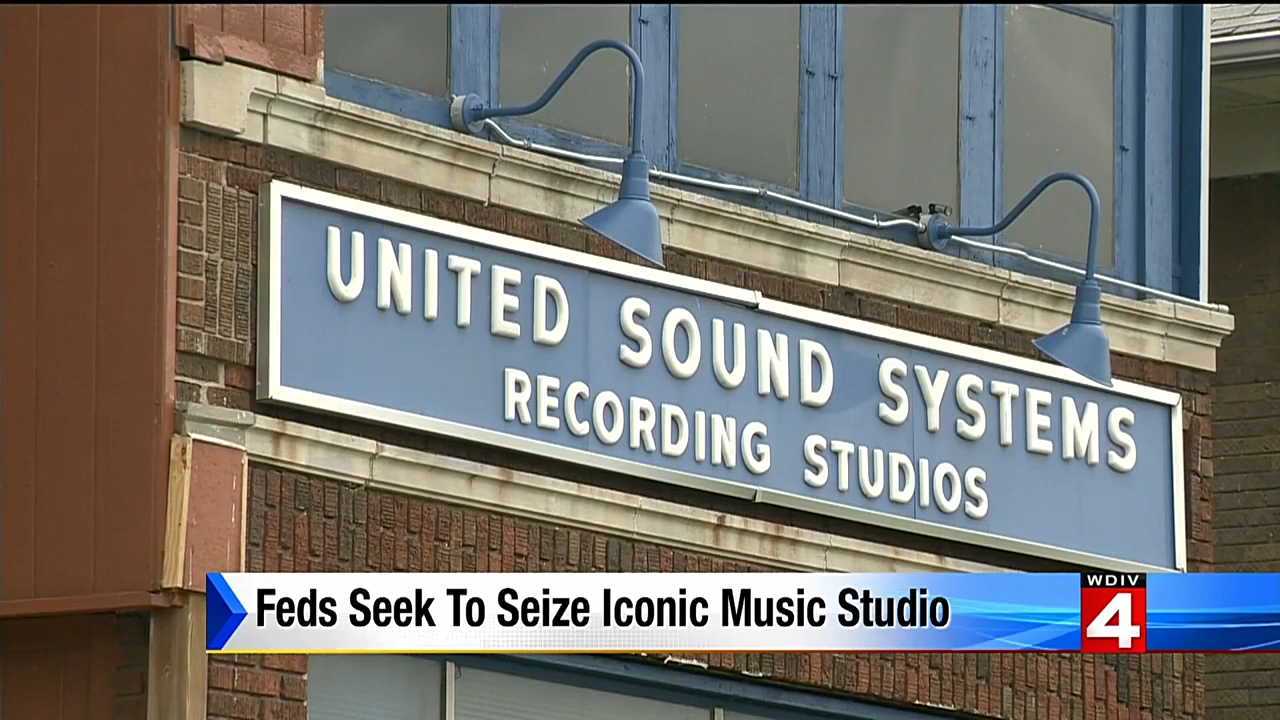 UNITED SOUND SYSTEMS
RECORDING STUDIOS
Feds Seek To Seize Iconic Music Studio
WDIV
4